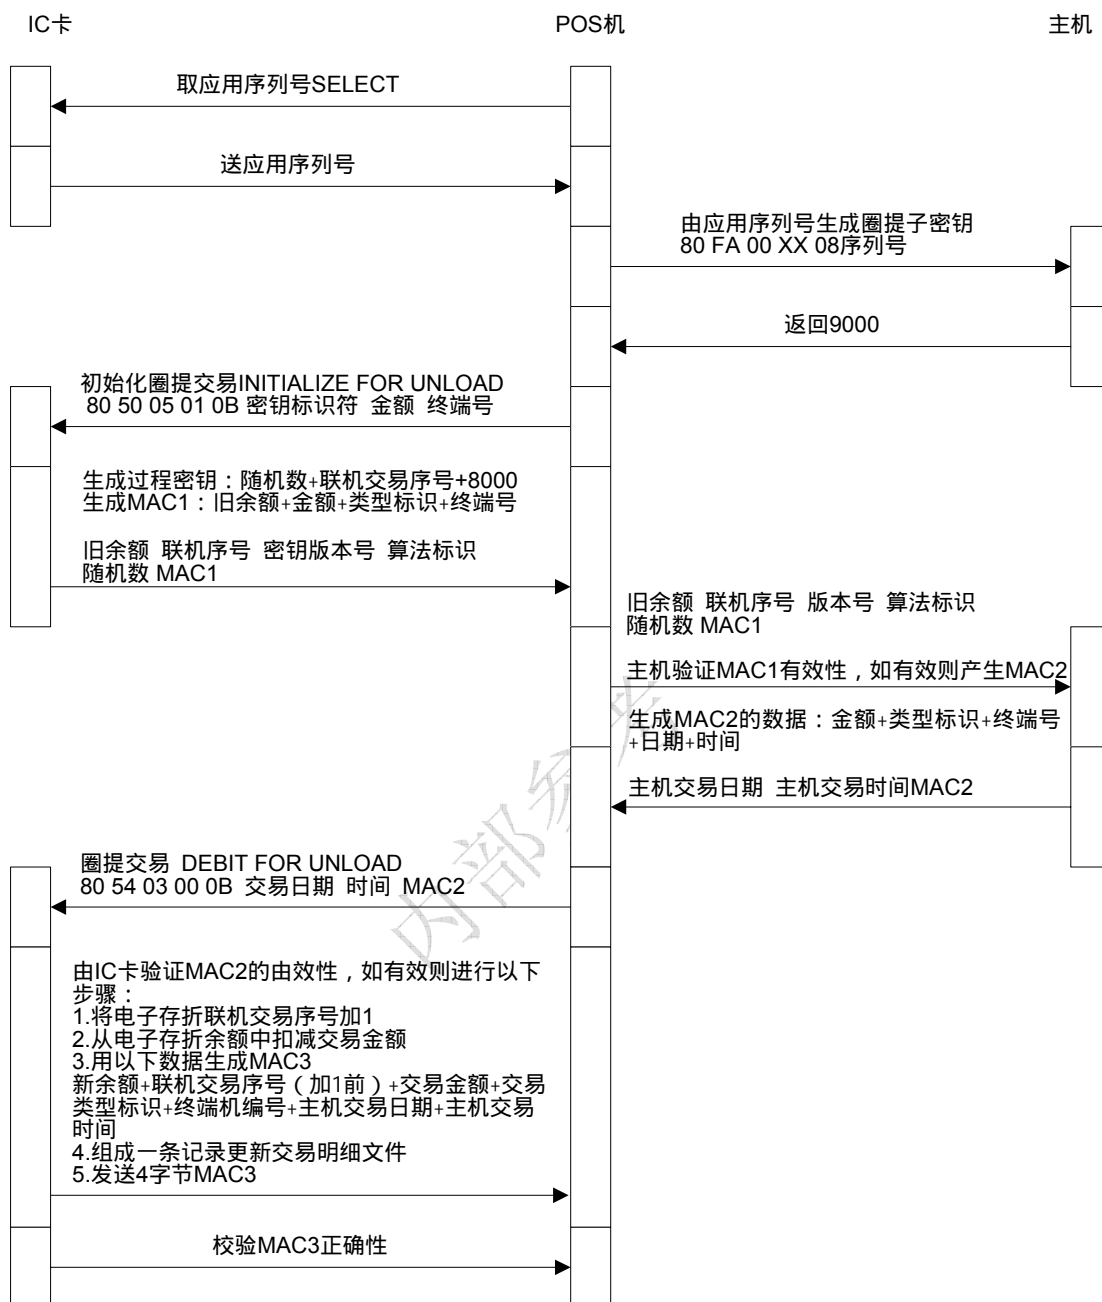 IC卡
POS机
主机
取应用序列号SELECT
送应用序列号
由应用序列号生成圈提子密钥
80 FA 00 XX 08序列号
返回9000
初始化圈提交易INITIALIZE FOR UNLOAD
80 50 05 01 0B 密钥标识符 金额 终端号
生成过程密钥：随机数+联机交易序号+8000
生成MAC1：旧余额+金额+类型标识+终端号
旧余额 联机序号 密钥版本号 算法标识
随机数 MAC1
旧余额 联机序号 版本号 算法标识
随机数 MAC1
主机验证MAC1有效性，如有效则产生MAC2
生成MAC2的数据：金额+类型标识+终端号
+日期+时间
主机交易日期 主机交易时间MAC2
圈提交易 DEBIT FOR UNLOAD
80 54 03 00 0B 交易日期 时间 MAC2
由IC卡验证MAC2的由效性，如有效则进行以下
步骤：
1.将电子存折联机交易序号加1
2.从电子存折余额中扣减交易金额
3.用以下数据生成MAC3
新余额+联机交易序号（加1前）+交易金额+交易
类型标识+终端机编号+主机交易日期+主机交易
时间
4.组成一条记录更新交易明细文件
5.发送4字节MAC3
校验MAC3正确性
内部参考